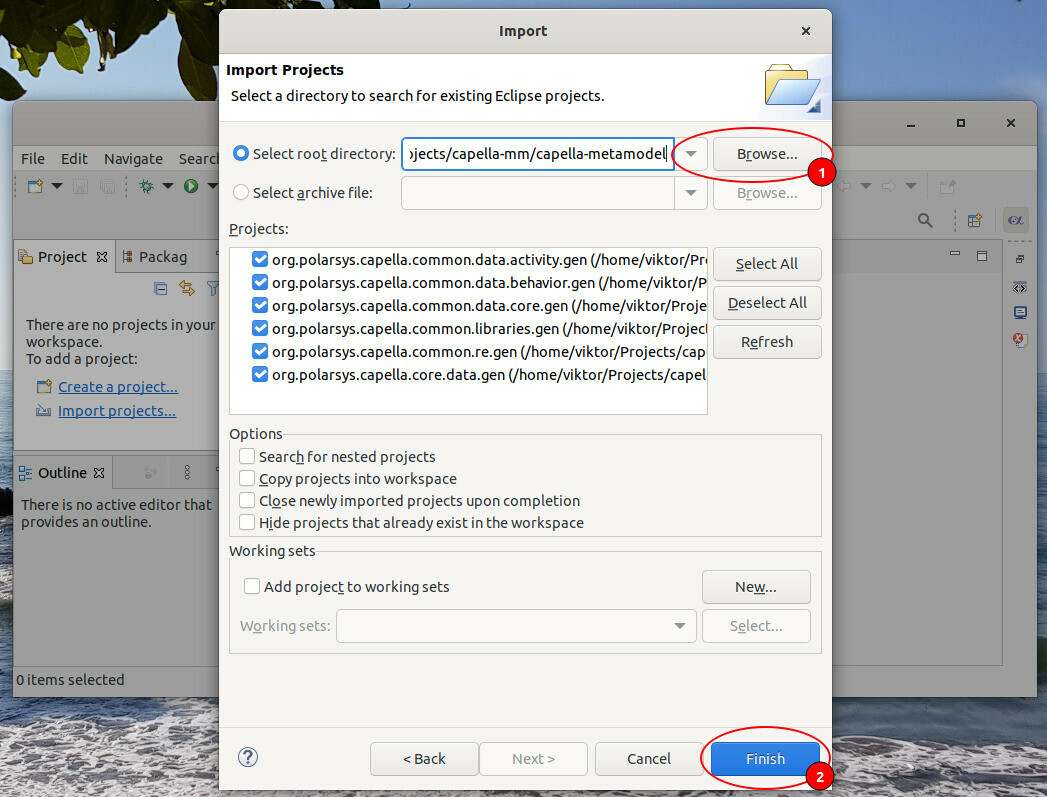 Import
Import Projects
Select a directory to search for existing Eclipse projects.
File Edit Navigate Search
Select root directory: ojects/capella-mm/capella-metamodel Browse...
1
Select archive file: Browse...
Projects:
Project Packag
org.polarsys.capella.common.data.activity.gen (/home/viktor/Pr
Select All
org.polarsys.capella.common.data.behavior.gen (/home/viktor/P
org.polarsys.capella.common.data.core.gen (/home/viktor/Proje
Deselect All
org.polarsys.capella.common.libraries.gen (/home/viktor/Project
Refresh
org.polarsys.capella.common.re.gen (/home/viktor/Projects/cap
org.polarsys.capella.core.data.gen (/home/viktor/Projects/capel
There are no projects in your
workspace.
To add a project:
Create a project...
Import projects...
Options
Search for nested projects
Copy projects into workspace
Close newly imported projects upon completion
Hide projects that already exist in the workspace
Outline
There is no active editor that
provides an outline.
Working sets
Add project to working sets New...
Working sets: Select...
0 items selected
< Back Next > Cancel Finish
2